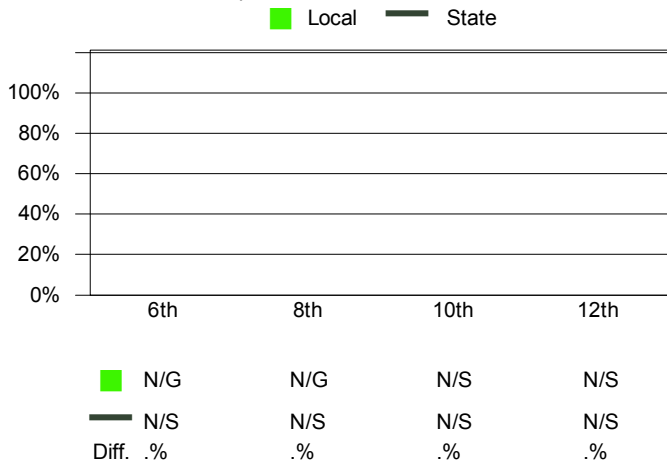 Local State
100%
80%
60%
40%
20%
0%
6th 8th 10th 12th
N/G N/G N/S N/S
N/S N/S N/S N/S
Diff. .% .% .% .%